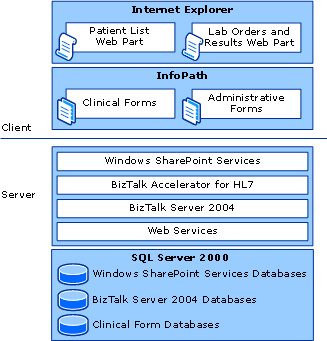 Internet Explorer
Patient List
Web Part
Lab Orders and
Results Web Part
InfoPath
Clinical Forms
Administrative
Forms
Client
Windows SharePoint Services
BizTalk Accelerator for HL7
Server
BizTalk Server 2004
Web Services
SQL Server 2000
Windows SharePoint Services Databases
BizTalk Server 2004 Databases
Clinical Form Databases